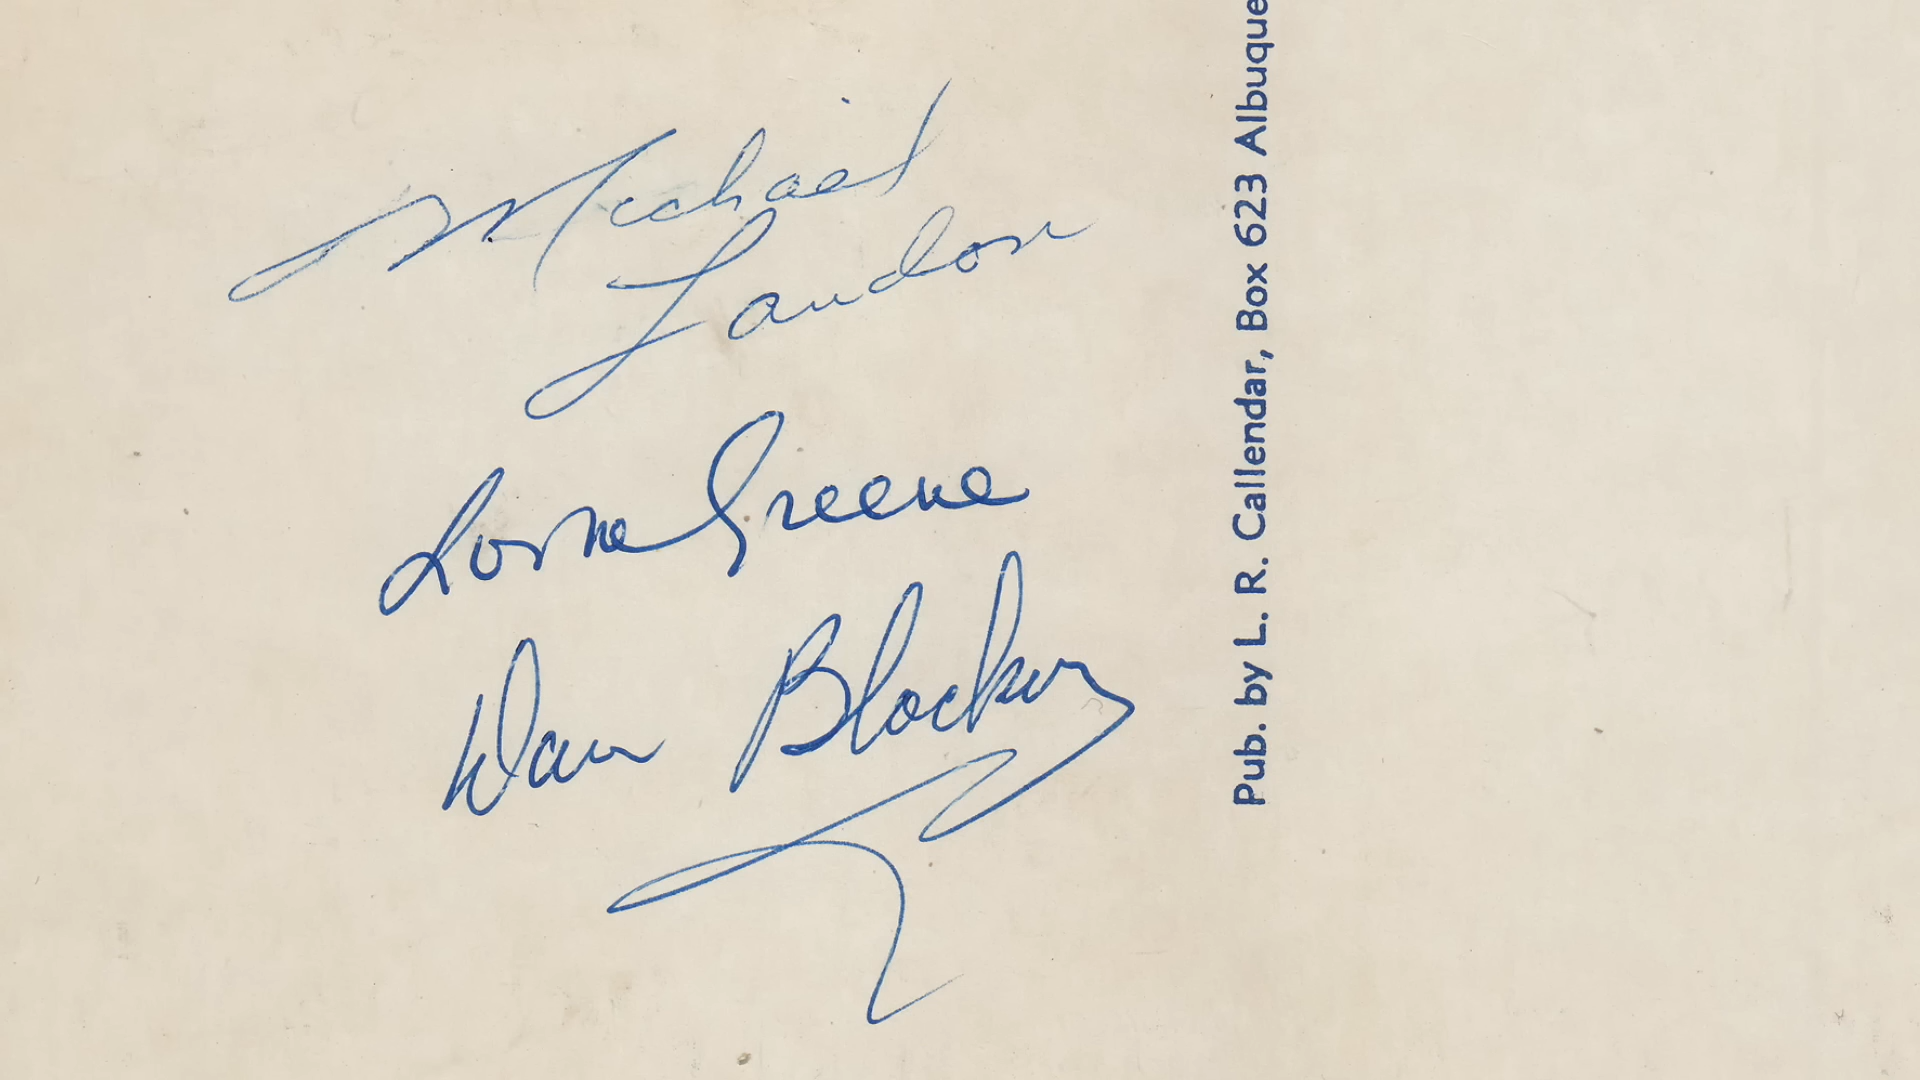 Michael
Landon
Lorne Greene
Dan Blocker
Pub. by L. R. Callendar, Box 623 Albuque